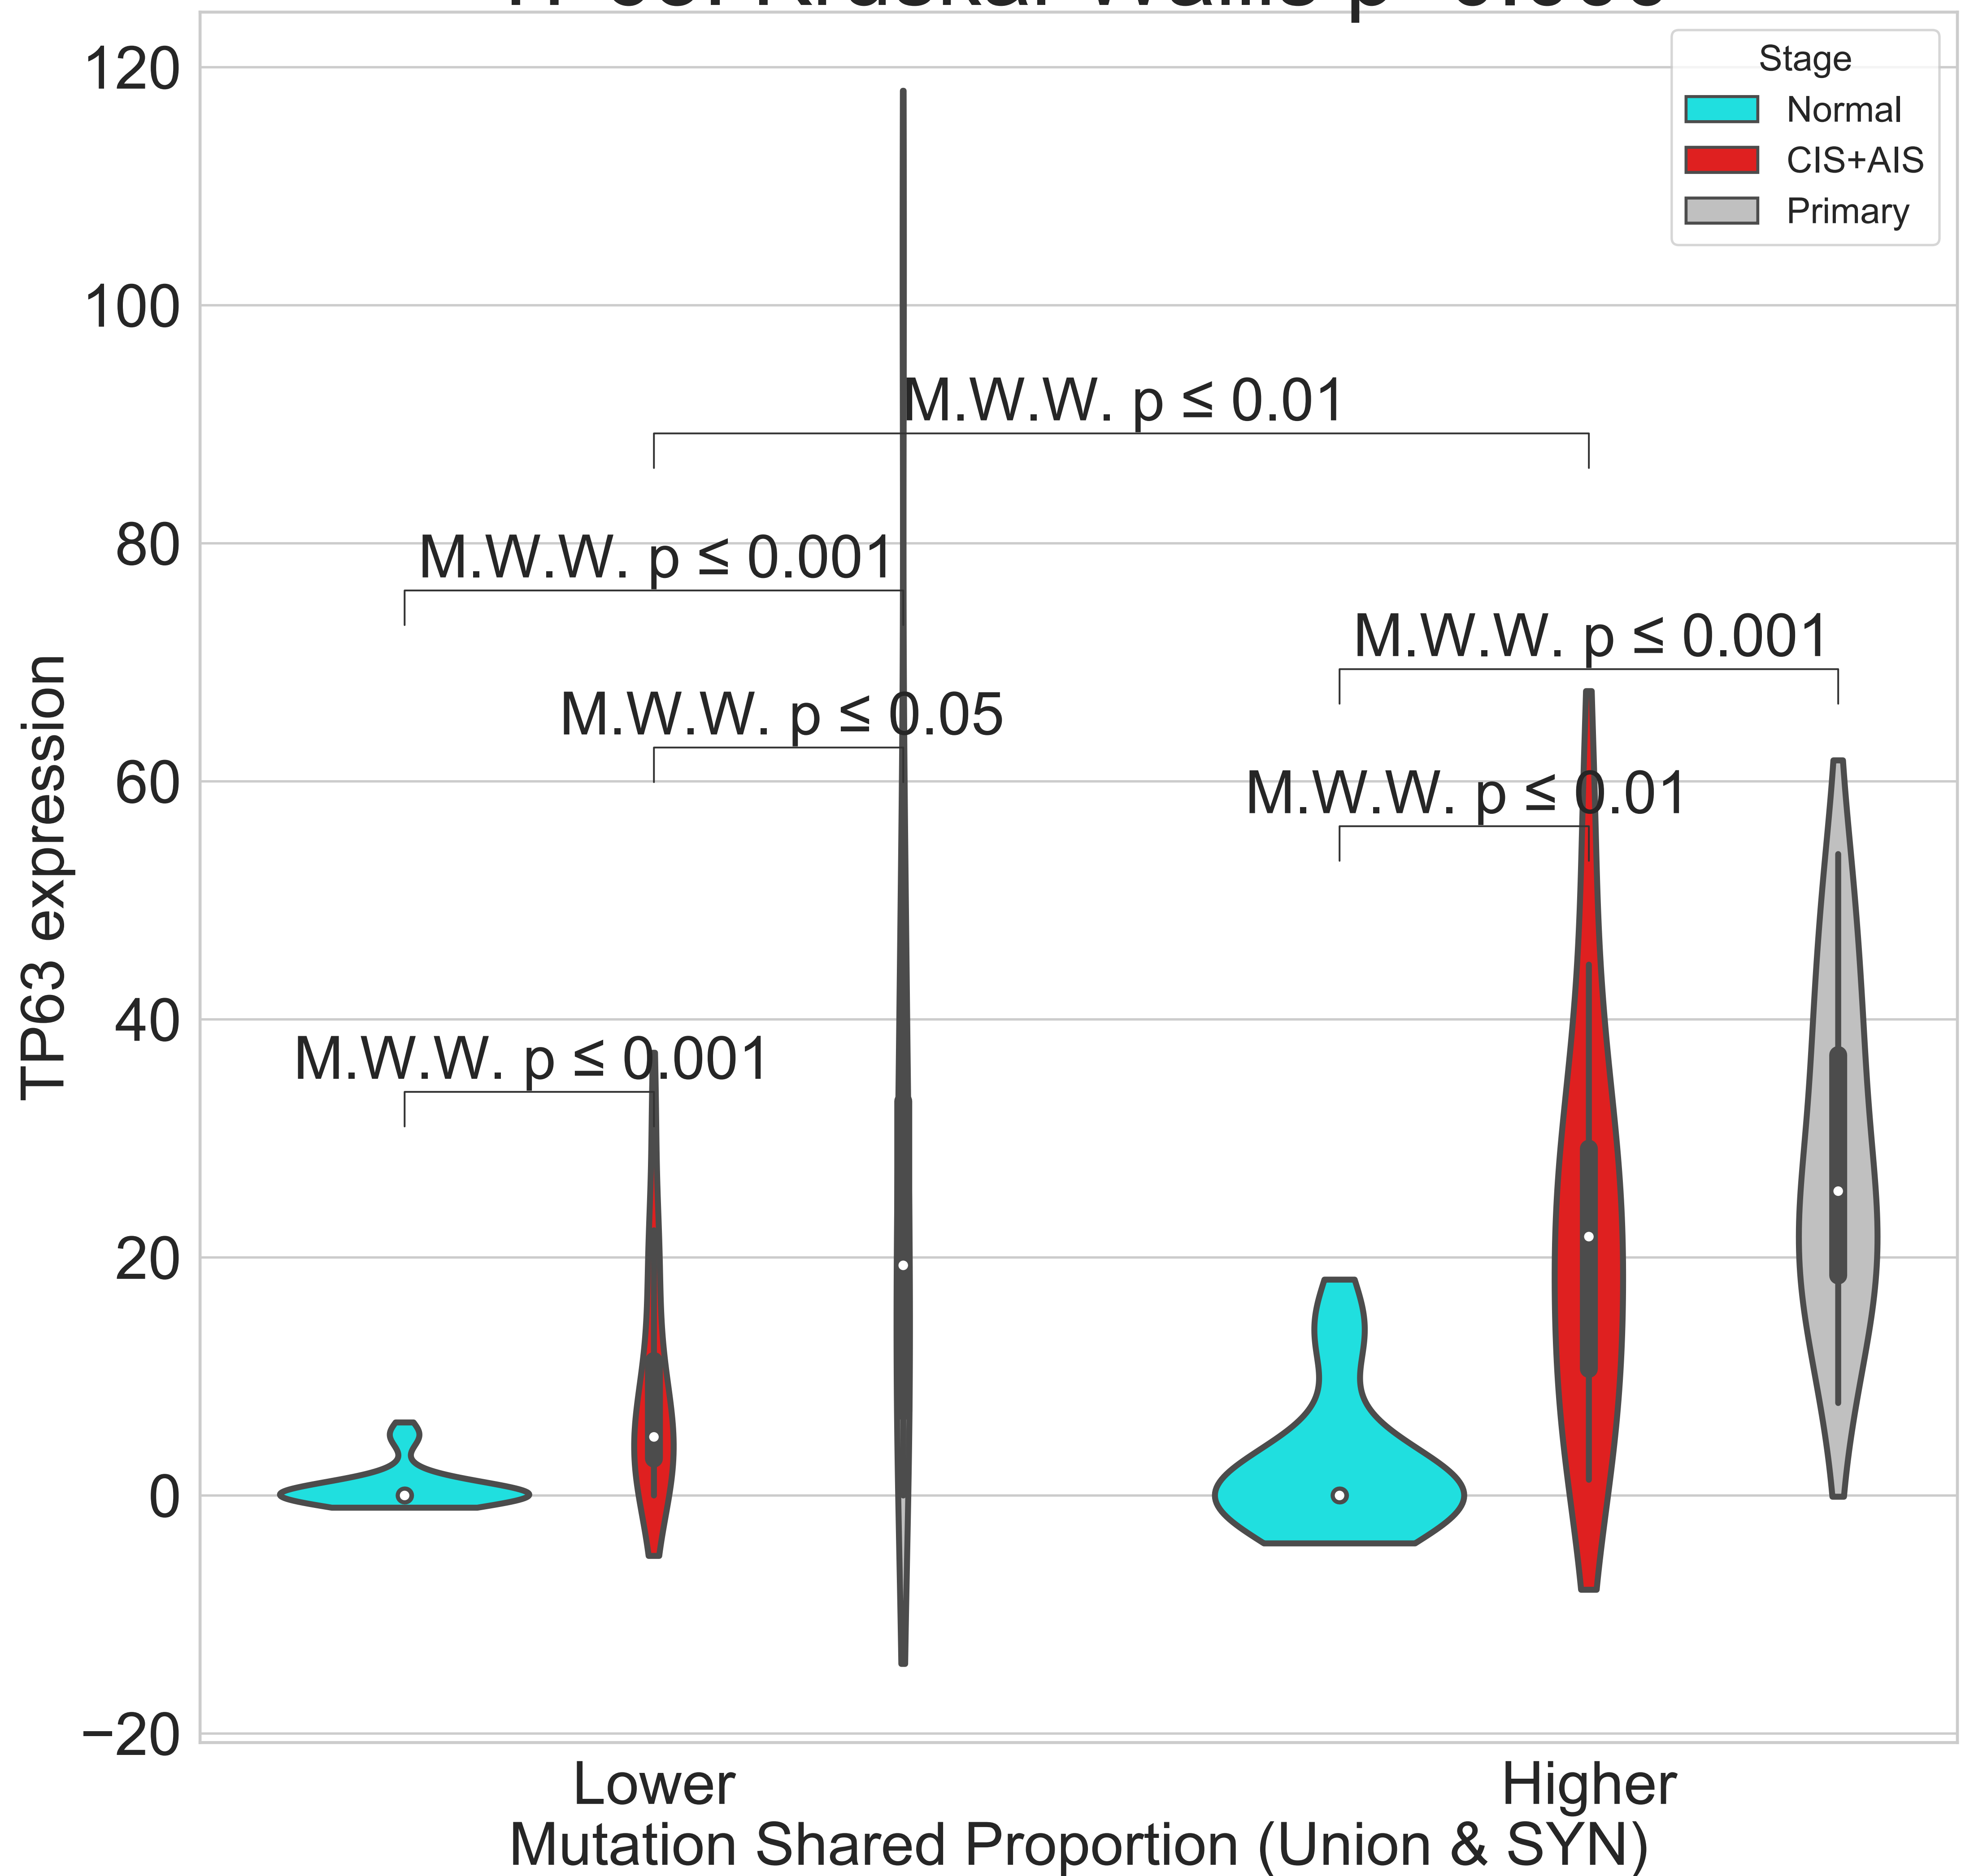 120
100
80
60
40
20
0
−20
TP63 expression
Stage
Normal
CIS+AIS
Primary
M.W.W. p ≤ 0.01
M.W.W. p ≤ 0.001
M.W.W. p ≤ 0.001
M.W.W. p ≤ 0.05
M.W.W. p ≤ 0.01
M.W.W. p ≤ 0.001
Lower
Higher
Mutation Shared Proportion (Union & SYN)